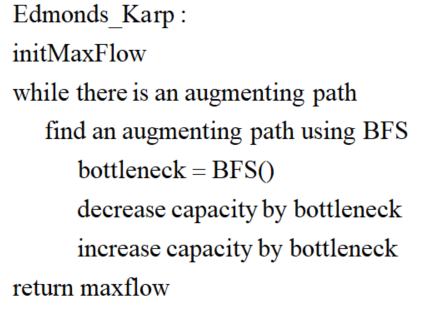 Edmonds_Karp :
initMaxFlow
while there is an augmenting path
find an augmenting path using BFS
bottleneck = BFS()
decrease capacity by bottleneck
increase capacity by bottleneck
return maxflow